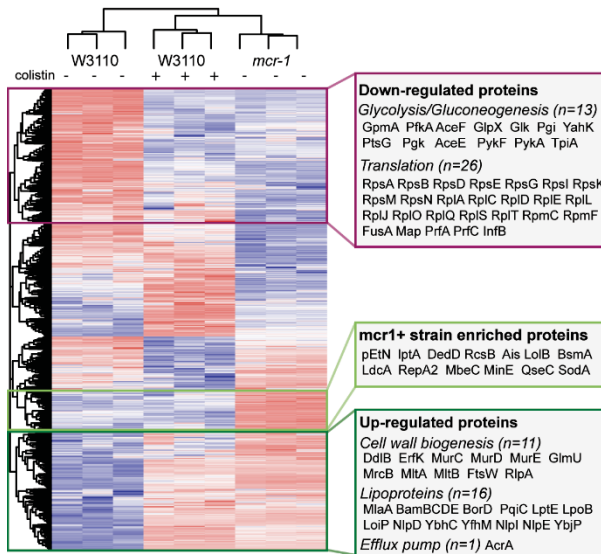 W3110 W3110 mcr-1
colistin - - - + + + - - -
Down-regulated proteins
Glycolysis/Gluconeogenesis (n=13)
GpmA PfkA AceF GlpX Glk Pgi YahK
PtsG Pgk AceE PykF PykA TpiA
Translation (n=26)
RpsA RpsB RpsD RpsE RpsG RpsI RpsK
RpsM RpsN RplA RplC RplD RplE RplL
RplJ RplO RplQ RplS RplT RpmC RpmF
FusA Map PrfA PrfC InfB
mcr1+ strain enriched proteins
pEtN IptA DedD RcsB Ais LolB BsmA
LdcA RepA2 MbeC MinE QseC SodA
Up-regulated proteins
Cell wall biogenesis (n=11)
DdlB ErfK MurC MurD MurE GlmU
MrcB MltA MltB FtsW RlpA
Lipoproteins (n=16)
MlaA BamBCDE BorD PqiC LptE LpoB
LoiP NlpD YbhC YfhM NlpI NlpE YbjP
Efflux pump (n=1) AcrA